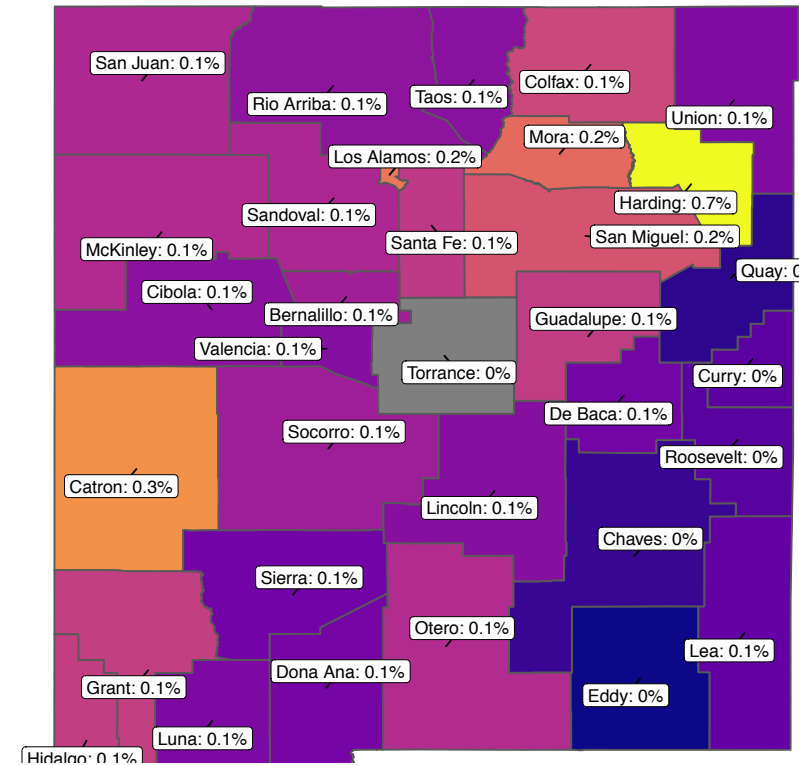 San Juan: 0.1%
Colfax: 0.1%
Rio Arriba: 0.1%
Taos: 0.1%
Union: 0.1%
Mora: 0.2%
Los Alamos: 0.2%
Harding: 0.7%
Sandoval: 0.1%
San Miguel: 0.2%
Santa Fe: 0.1%
McKinley: 0.1%
Quay: 0
Cibola: 0.1%
Bernalillo: 0.1%
Guadalupe: 0.1%
Valencia: 0.1%
Torrance: 0%
Curry: 0%
De Baca: 0.1%
Socorro: 0.1%
Roosevelt: 0%
Catron: 0.3%
Lincoln: 0.1%
Chaves: 0%
Sierra: 0.1%
Otero: 0.1%
Lea: 0.1%
Dona Ana: 0.1%
Grant: 0.1%
Eddy: 0%
Luna: 0.1%
Hidalgo: 0.1%